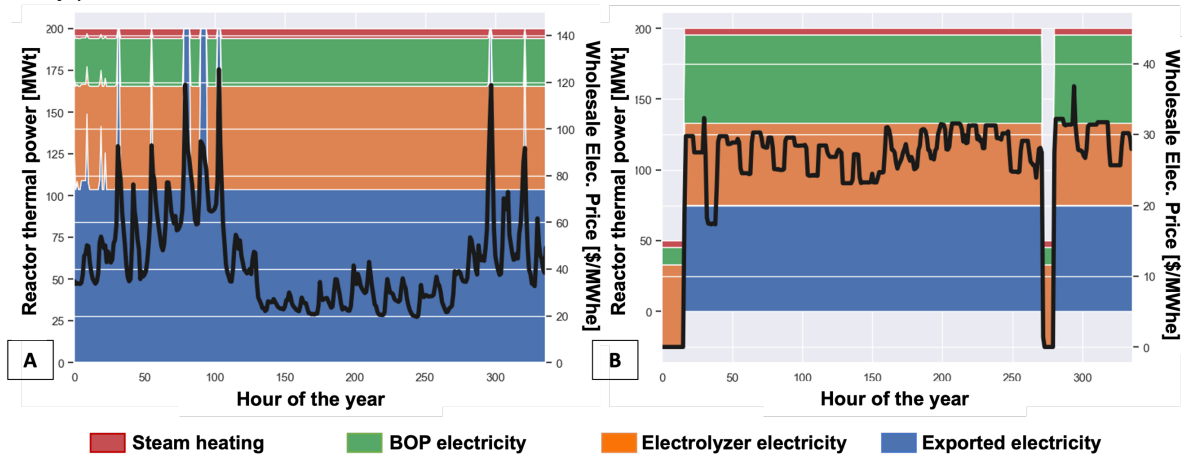 200
175
150
125
100
75
50
25
0
Reactor thermal power [MWt]
140
120
100
80
60
40
20
0
Wholesale Elec. Price [$/MWhe]
0 50 100 150 200 250 300
Hour of the year
A
200
150
100
50
0
Reactor thermal power [MWt]
40
30
20
10
0
Wholesale Elec. Price [$/MWhe]
0 50 100 150 200 250 300
Hour of the year
B
Steam heating
BOP electricity
Electrolyzer electricity
Exported electricity